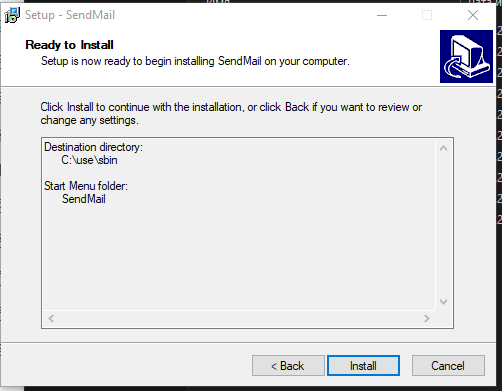 Имя
Дата и
Setup - SendMail
Ready to Install
Setup is now ready to begin installing SendMail on your computer.
Click Install to continue with the installation, or click Back if you want to review or
change any settings.
Destination directory:
C:\use\sbin
Start Menu folder:
SendMail
< Back
Install
Cancel